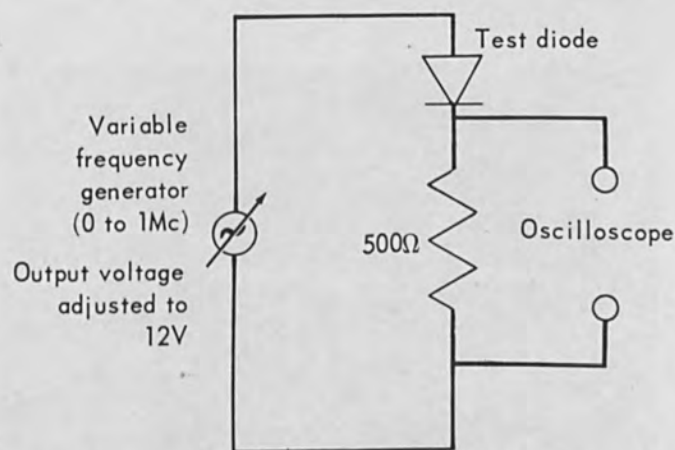 Test diode
Variable
frequency
generator
(0 to 1Mc)
Output voltage
adjusted to
12V
500Ω
Oscilloscope